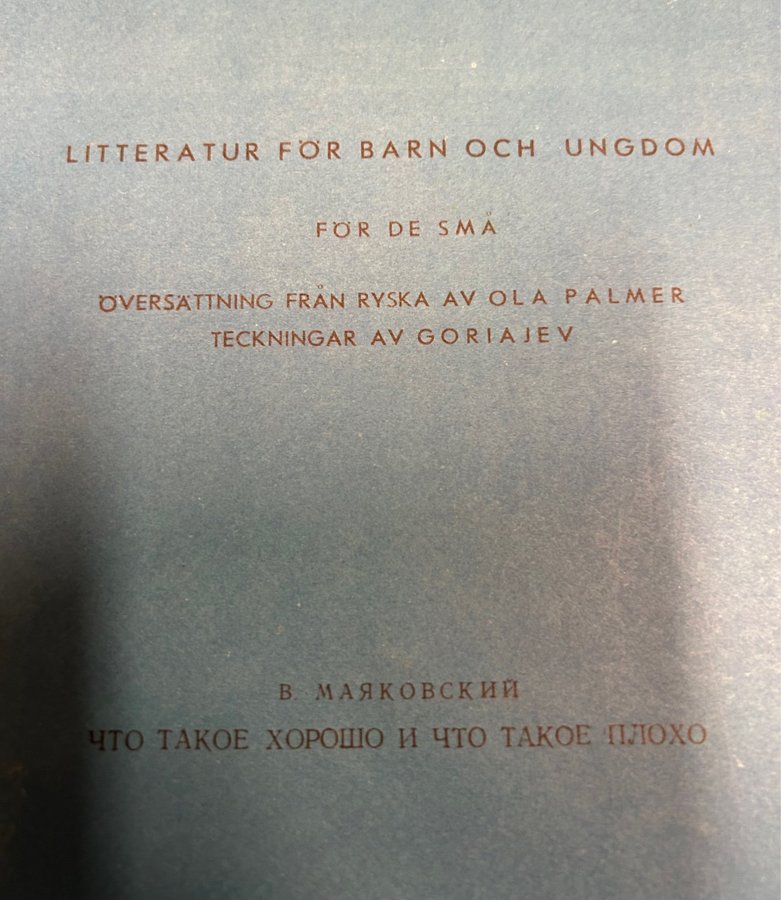 LITTERATUR FÖR BARN OCH UNGDOM
FÖR DE SMÅ
ÖVERSÄTTNING FRÅN RYSKA AV OLA PALMER
TECKNINGAR AV GORIAJEV
В. МАЯКОВСКИЙ
ЧТО ТАКОЕ ХОРОШО И ЧТО ТАКОЕ ПЛОХО